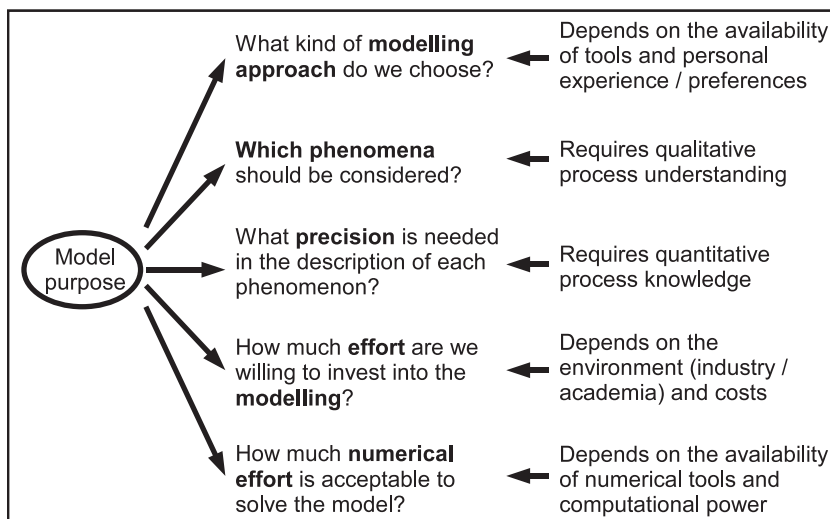 What kind of modelling
approach do we choose?
Depends on the availability
of tools and personal
experience / preferences
Which phenomena
should be considered?
Requires qualitative
process understanding
Model
purpose
What precision is needed
in the description of each
phenomenon?
Requires quantitative
process knowledge
How much effort are we
willing to invest into the
modelling?
Depends on the
environment (industry /
academia) and costs
How much numerical
effort is acceptable to
solve the model?
Depends on the availability
of numerical tools and
computational power